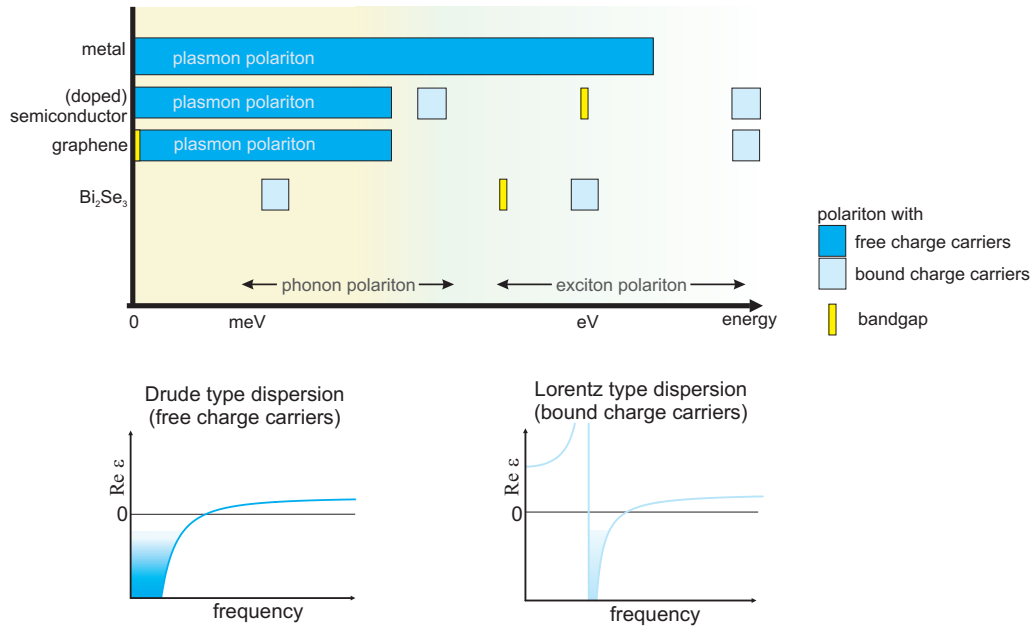 metal
plasmon polariton
(doped)
semiconductor
plasmon polariton
graphene
plasmon polariton
Bi₂Se₃
phonon polariton
exciton polariton
0
meV
eV
energy
polariton with
free charge carriers
bound charge carriers
bandgap
Drude type dispersion
(free charge carriers)
Re ε
0
frequency
Lorentz type dispersion
(bound charge carriers)
Re ε
0
frequency